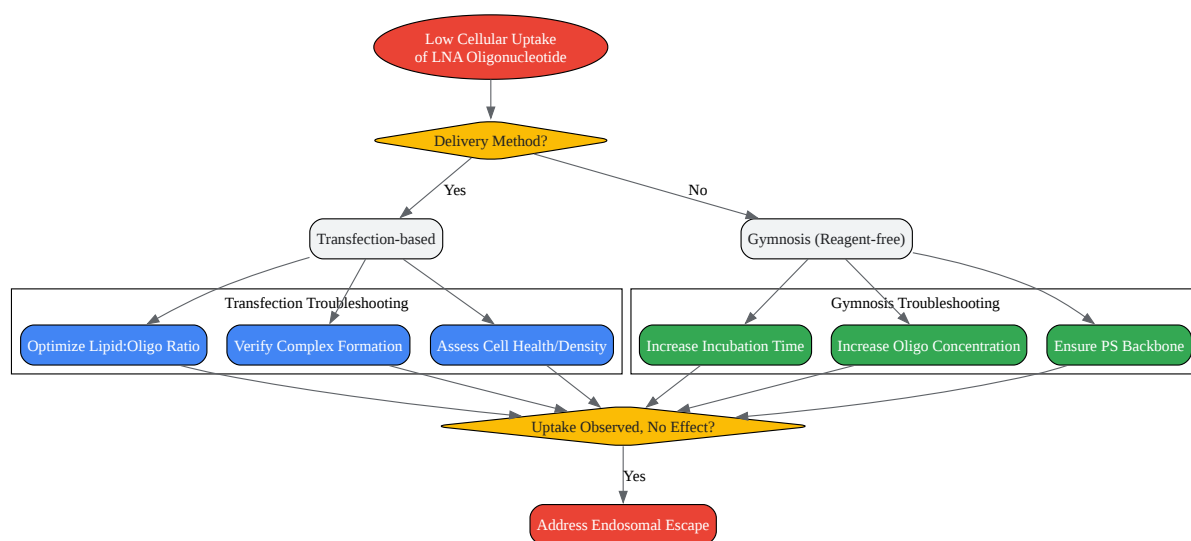 Low Cellular Uptake
of LNA Oligonucleotide
Delivery Method?
Yes
No
Transfection-based
Gymnosis (Reagent-free)
Transfection Troubleshooting
Gymnosis Troubleshooting
Optimize Lipid:Oligo Ratio
Verify Complex Formation
Assess Cell Health/Density
Increase Incubation Time
Increase Oligo Concentration
Ensure PS Backbone
Uptake Observed, No Effect?
Yes
Address Endosomal Escape